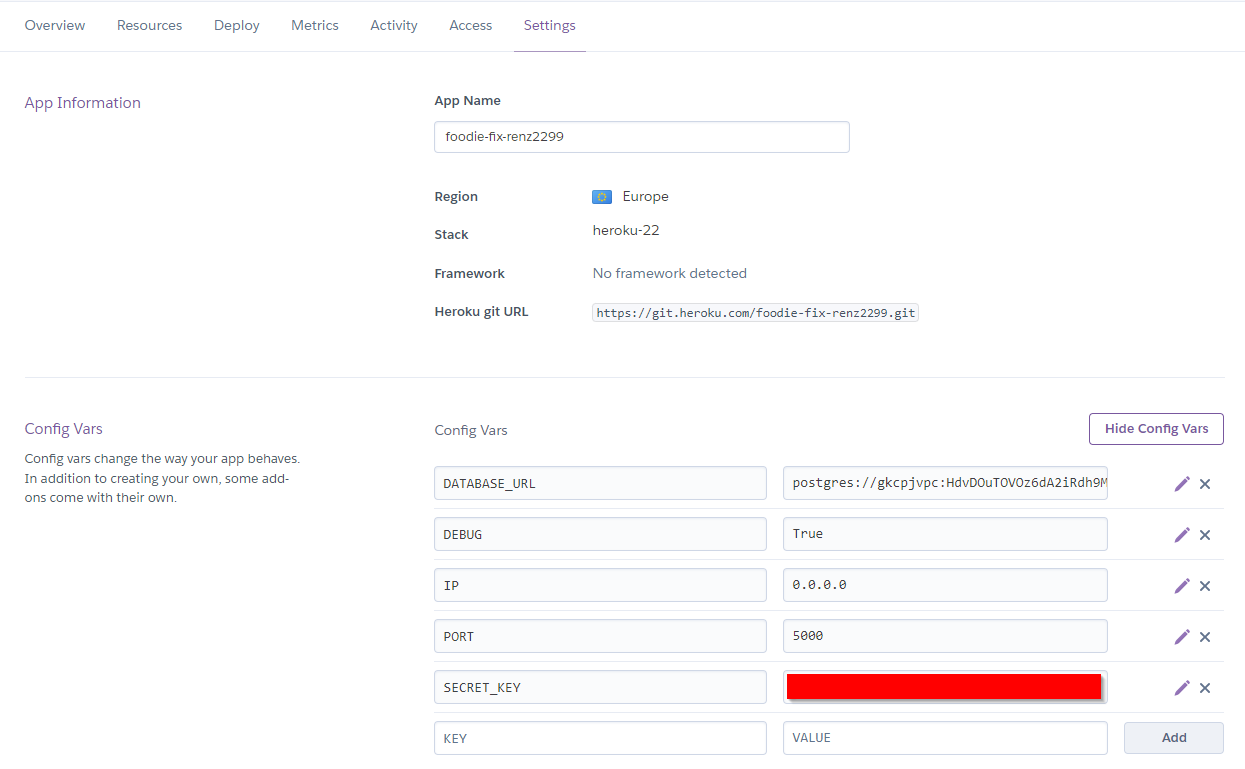 Overview Resources Deploy Metrics Activity Access Settings
App Information
App Name
foodie-fix-renz2299
Region Europe
Stack heroku-22
Framework No framework detected
Heroku git URL https://git.heroku.com/foodie-fix-renz2299.git
Config Vars
Config vars change the way your app behaves.
In addition to creating your own, some add-
ons come with their own.
Config Vars
Hide Config Vars
DATABASE_URL postgres://gkcpjvpc:HdvDOuTOVOz6dA2iRdh9M
DEBUG True
IP 0.0.0.0
PORT 5000
SECRET_KEY
KEY VALUE Add